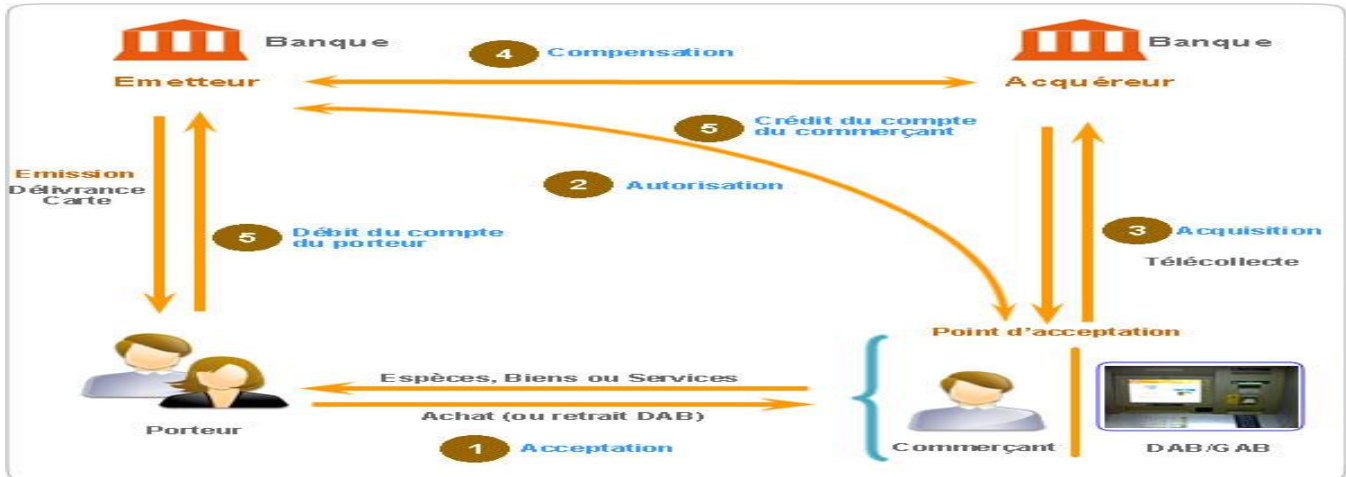 Banque
Emetteur
4 Compensation
Banque
Acquéreur
5 Crédit du compte
du commerçant
2 Autorisation
Emission
Délivrance
Carte
5 Débit du compte
du porteur
3 Acquisition
Télécollecte
Point d'acceptation
Espèces, Biens ou Services
Achat (ou retrait DAB)
Porteur
1 Acceptation
Commerçant
DAB/GAB